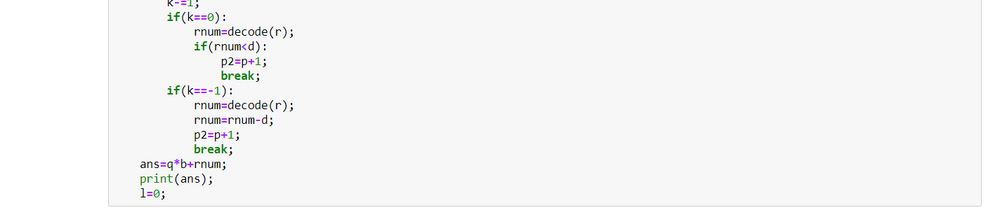 k-=1;
if(k==0):
rnum=decode(r);
if(rnum<d):
p2=p+1;
break;
if(k==-1):
rnum=decode(r);
rnum=rnum-d;
p2=p+1;
break;
ans=q*b+rnum;
print(ans);
l=0;